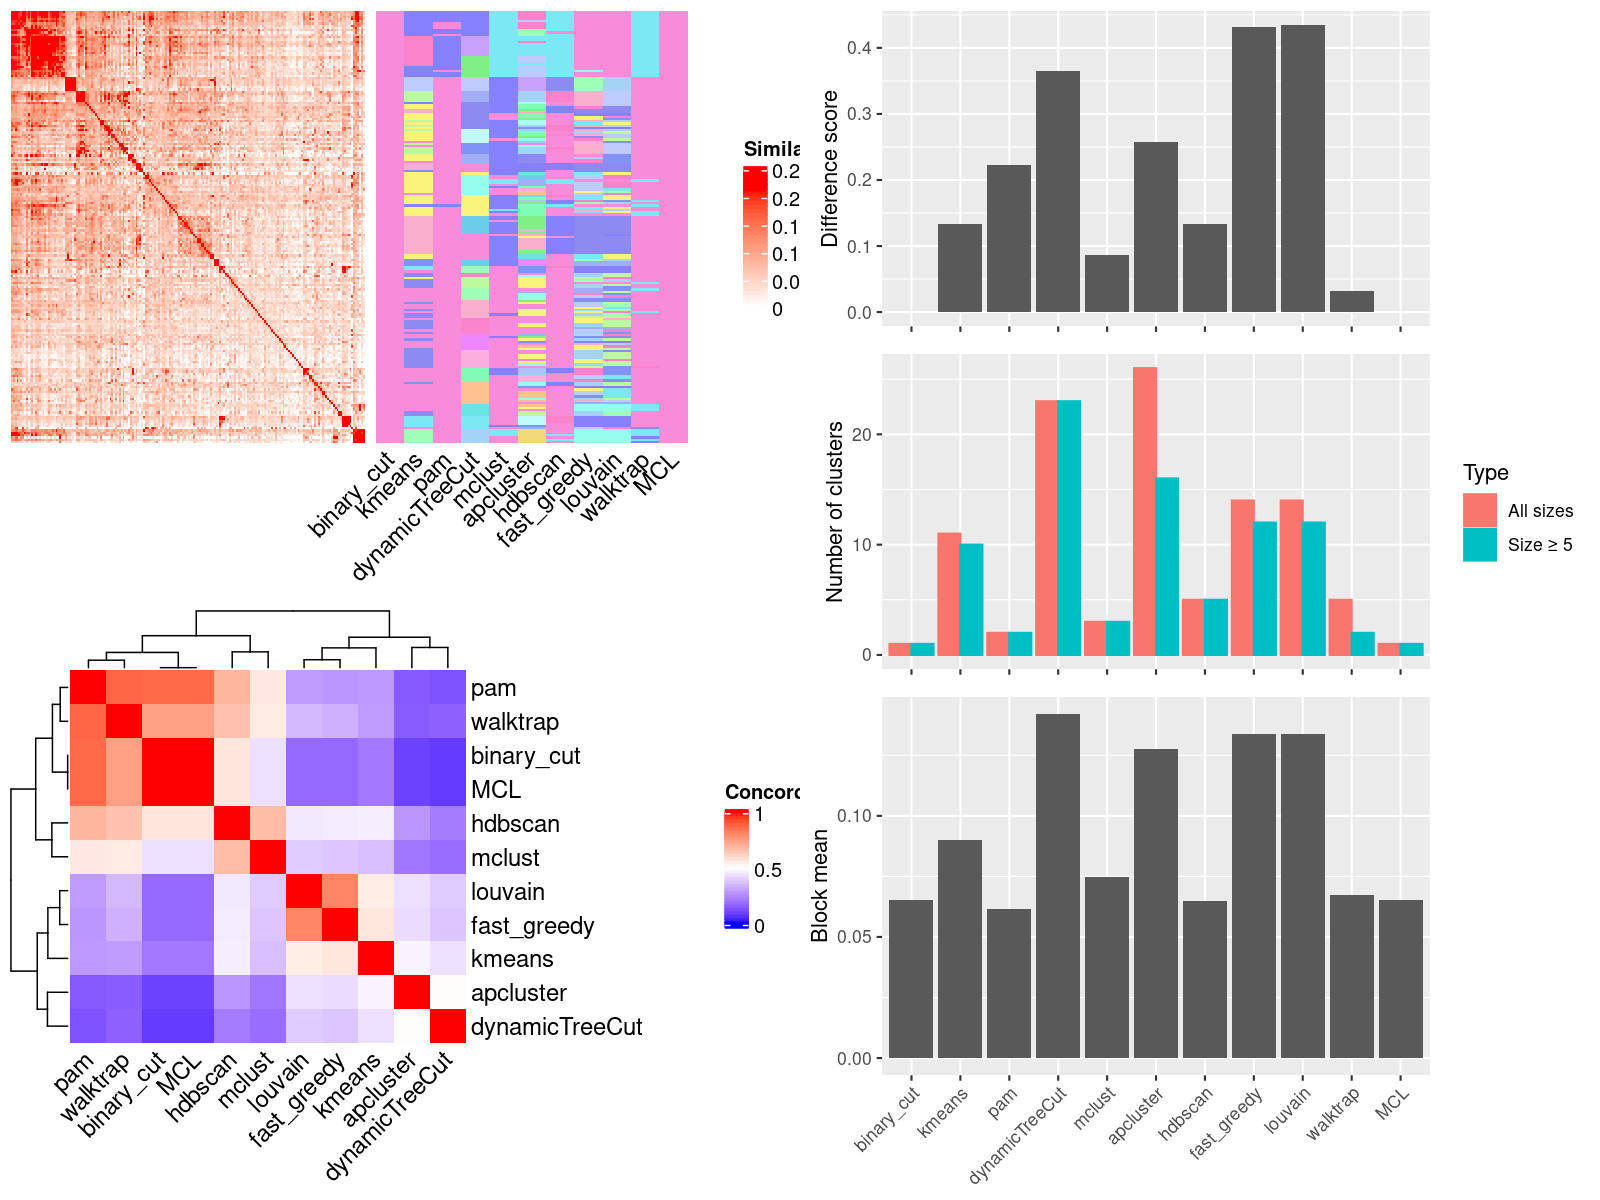 Simila
0.2
0.2
0.1
0.1
0.0
0
binary_cut
kmeans
pam
dynamicTreeCut
mclust
apcluster
hdbscan
fast_greedy
louvain
walktrap
MCL
pam
walktrap
binary_cut
MCL
hdbscan
mclust
louvain
fast_greedy
kmeans
apcluster
dynamicTreeCut
Concord
1
0.5
0
pam
walktrap
binary_cut
MCL
hdbscan
mclust
louvain
fast_greedy
kmeans
apcluster
dynamicTreeCut
Difference score
0.4
0.3
0.2
0.1
0.0
Number of clusters
20
10
0
Type
All sizes
Size ≥ 5
Block mean
0.10
0.05
0.00
binary_cut
kmeans
pam
dynamicTreeCut
mclust
apcluster
hdbscan
fast_greedy
louvain
walktrap
MCL